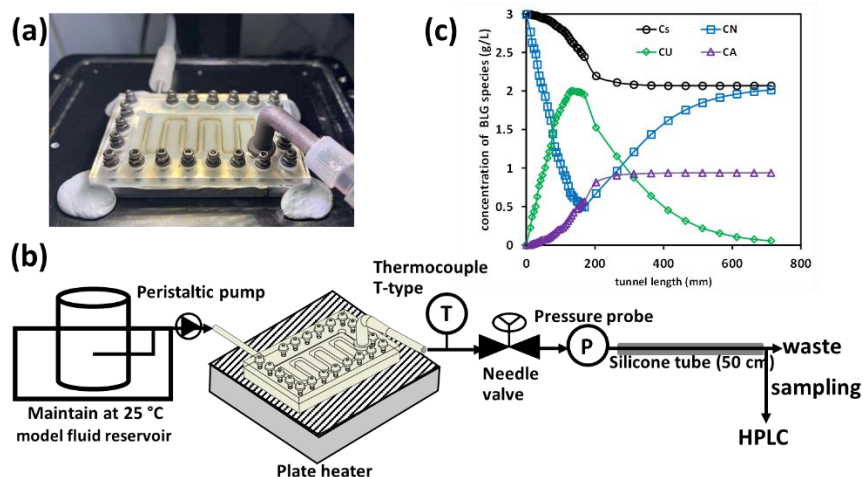 (a)
(c)
concentration of BLG species (g/L)
3
2.5
2
1.5
1
0.5
0
Cs
CN
CU
CA
0
200
400
600
800
tunnel length (mm)
(b)
Peristaltic pump
Maintain at 25 °C
model fluid reservoir
Plate heater
Thermocouple
T-type
T
Needle
valve
Pressure probe
P
Silicone tube (50 cm)
waste
sampling
HPLC